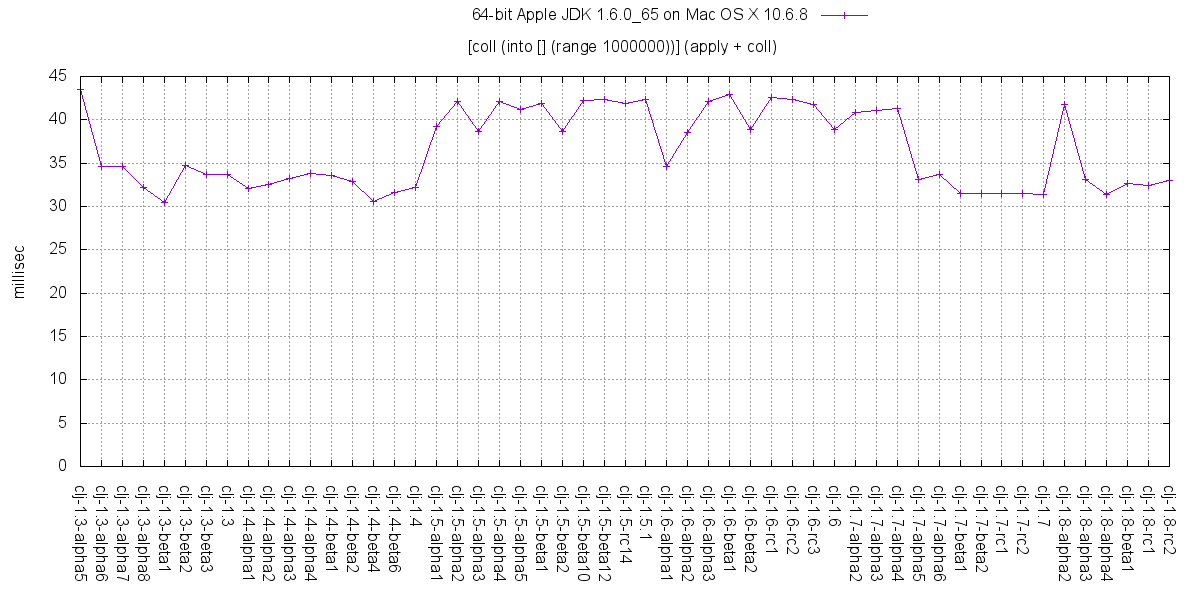 64-bit Apple JDK 1.6.0_65 on Mac OS X 10.6.8
[coll (into [] (range 1000000))] (apply + coll)
45
40
35
30
25
20
15
10
5
0
millisec
clj-1.3-alpha5
clj-1.3-alpha6
clj-1.3-alpha7
clj-1.3-alpha8
clj-1.3-beta1
clj-1.3-beta2
clj-1.3-beta3
clj-1.3
clj-1.4-alpha1
clj-1.4-alpha2
clj-1.4-alpha3
clj-1.4-alpha4
clj-1.4-beta1
clj-1.4-beta2
clj-1.4-beta4
clj-1.4-beta6
clj-1.4
clj-1.5-alpha1
clj-1.5-alpha2
clj-1.5-alpha3
clj-1.5-alpha4
clj-1.5-alpha5
clj-1.5-beta1
clj-1.5-beta2
clj-1.5-beta10
clj-1.5-beta12
clj-1.5-rc14
clj-1.5.1
clj-1.6-alpha1
clj-1.6-alpha2
clj-1.6-alpha3
clj-1.6-beta1
clj-1.6-beta2
clj-1.6-rc1
clj-1.6-rc2
clj-1.6-rc3
clj-1.6
clj-1.7-alpha2
clj-1.7-alpha3
clj-1.7-alpha4
clj-1.7-alpha5
clj-1.7-alpha6
clj-1.7-beta1
clj-1.7-beta2
clj-1.7-rc1
clj-1.7-rc2
clj-1.7
clj-1.8-alpha2
clj-1.8-alpha3
clj-1.8-alpha4
clj-1.8-beta1
clj-1.8-rc1
clj-1.8-rc2